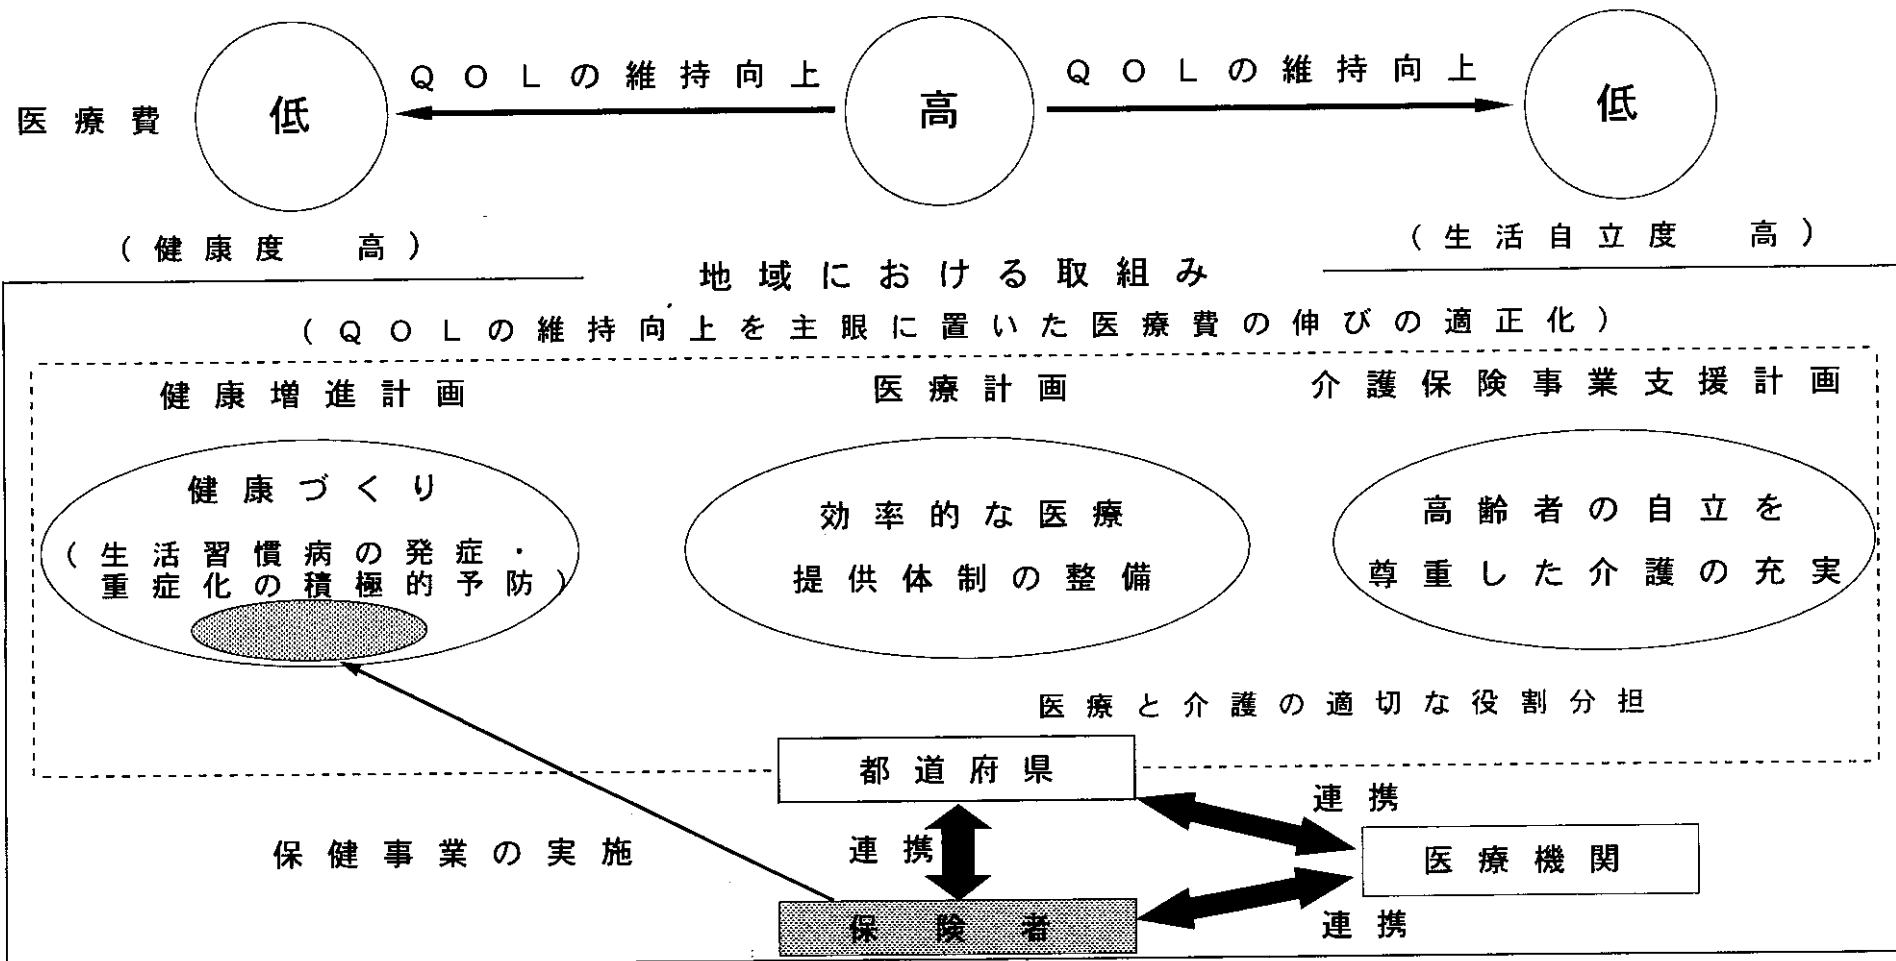 QOLの維持向上
QOLの維持向上
医療費
低
高
低
(健康度 高)
(生活自立度 高)
地域における取組み
(QOLの維持向上を主眼に置いた医療費の伸びの適正化)
健康増進計画
医療計画
介護保険事業支援計画
健康づくり
(生活習慣病の発症・
重症化の積極的予防)
効率的な医療
提供体制の整備
高齢者の自立を
尊重した介護の充実
医療と介護の適切な役割分担
都道府県
連携
保健事業の実施
連携
医療機関
保険者
連携